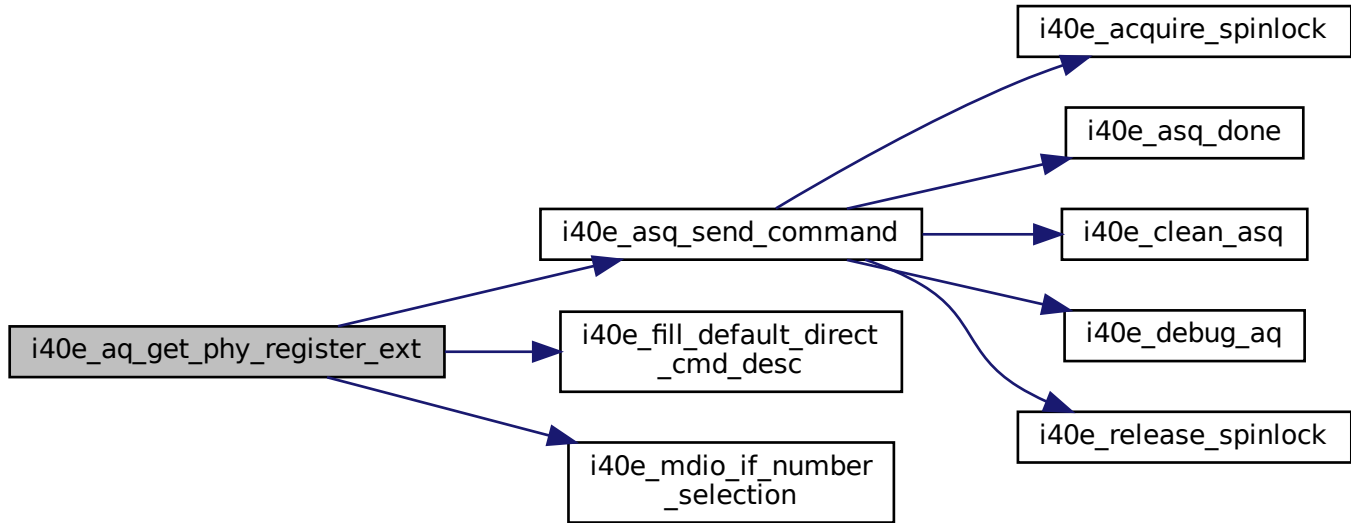 i40e_acquire_spinlock
i40e_asq_done
i40e_asq_send_command
i40e_clean_asq
i40e_debug_aq
i40e_aq_get_phy_register_ext
i40e_fill_default_direct
_cmd_desc
i40e_release_spinlock
i40e_mdio_if_number
_selection